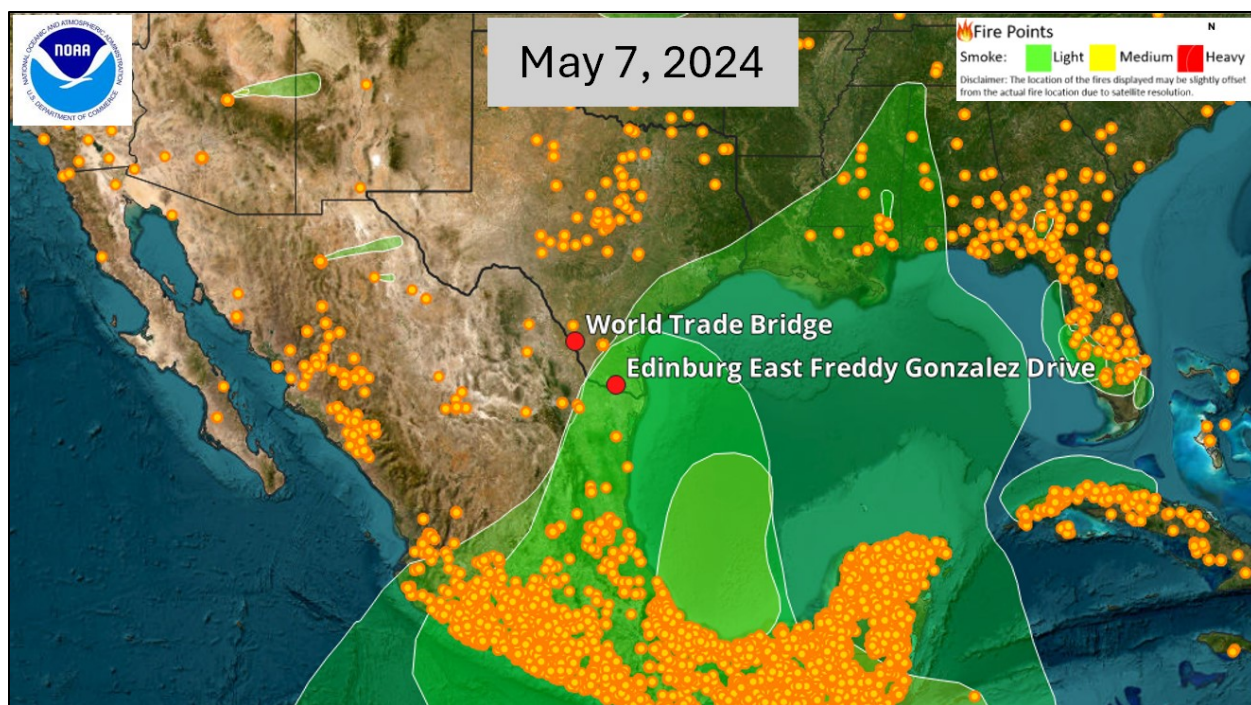 NATIONAL OCEANIC AND ATMOSPHERIC ADMINISTRATION
NOAA
U.S. DEPARTMENT OF COMMERCE
May 7, 2024
Fire Points
N
Smoke: Light Medium Heavy
Disclaimer: The location of the fires displayed may be slightly offset
from the actual fire location due to satellite resolution.
World Trade Bridge
Edinburg East Freddy Gonzalez Drive